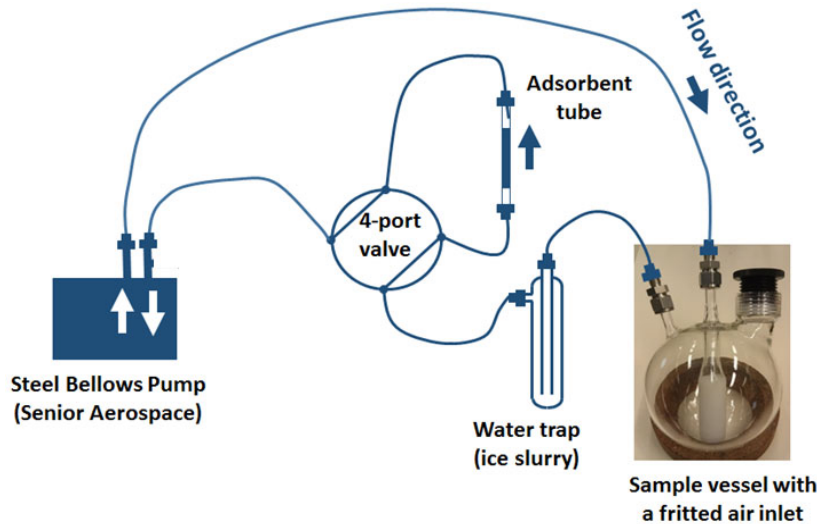 Flow direction
Adsorbent
tube
4-port
valve
Steel Bellows Pump
(Senior Aerospace)
Water trap
(ice slurry)
Sample vessel with
a fritted air inlet